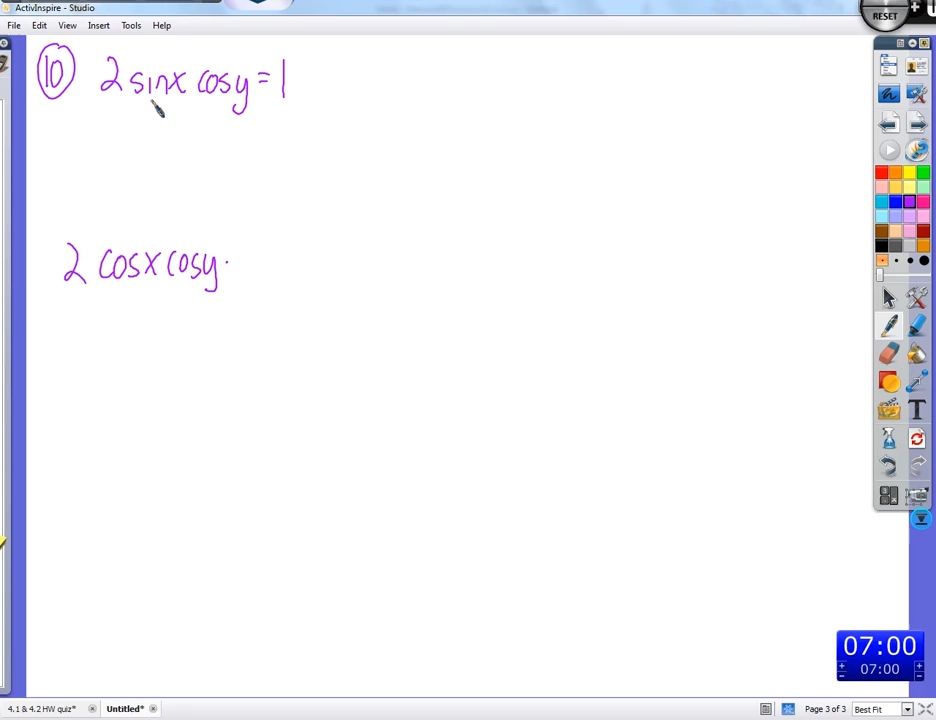 ActivInspire - Studio
RESET
File Edit View Insert Tools Help
10 2 sinx cosy = 1
2 cosx cosy ·
T
07:00
07:00
4.1 & 4.2 HW quiz* Untitled* Page 3 of 3 Best Fit